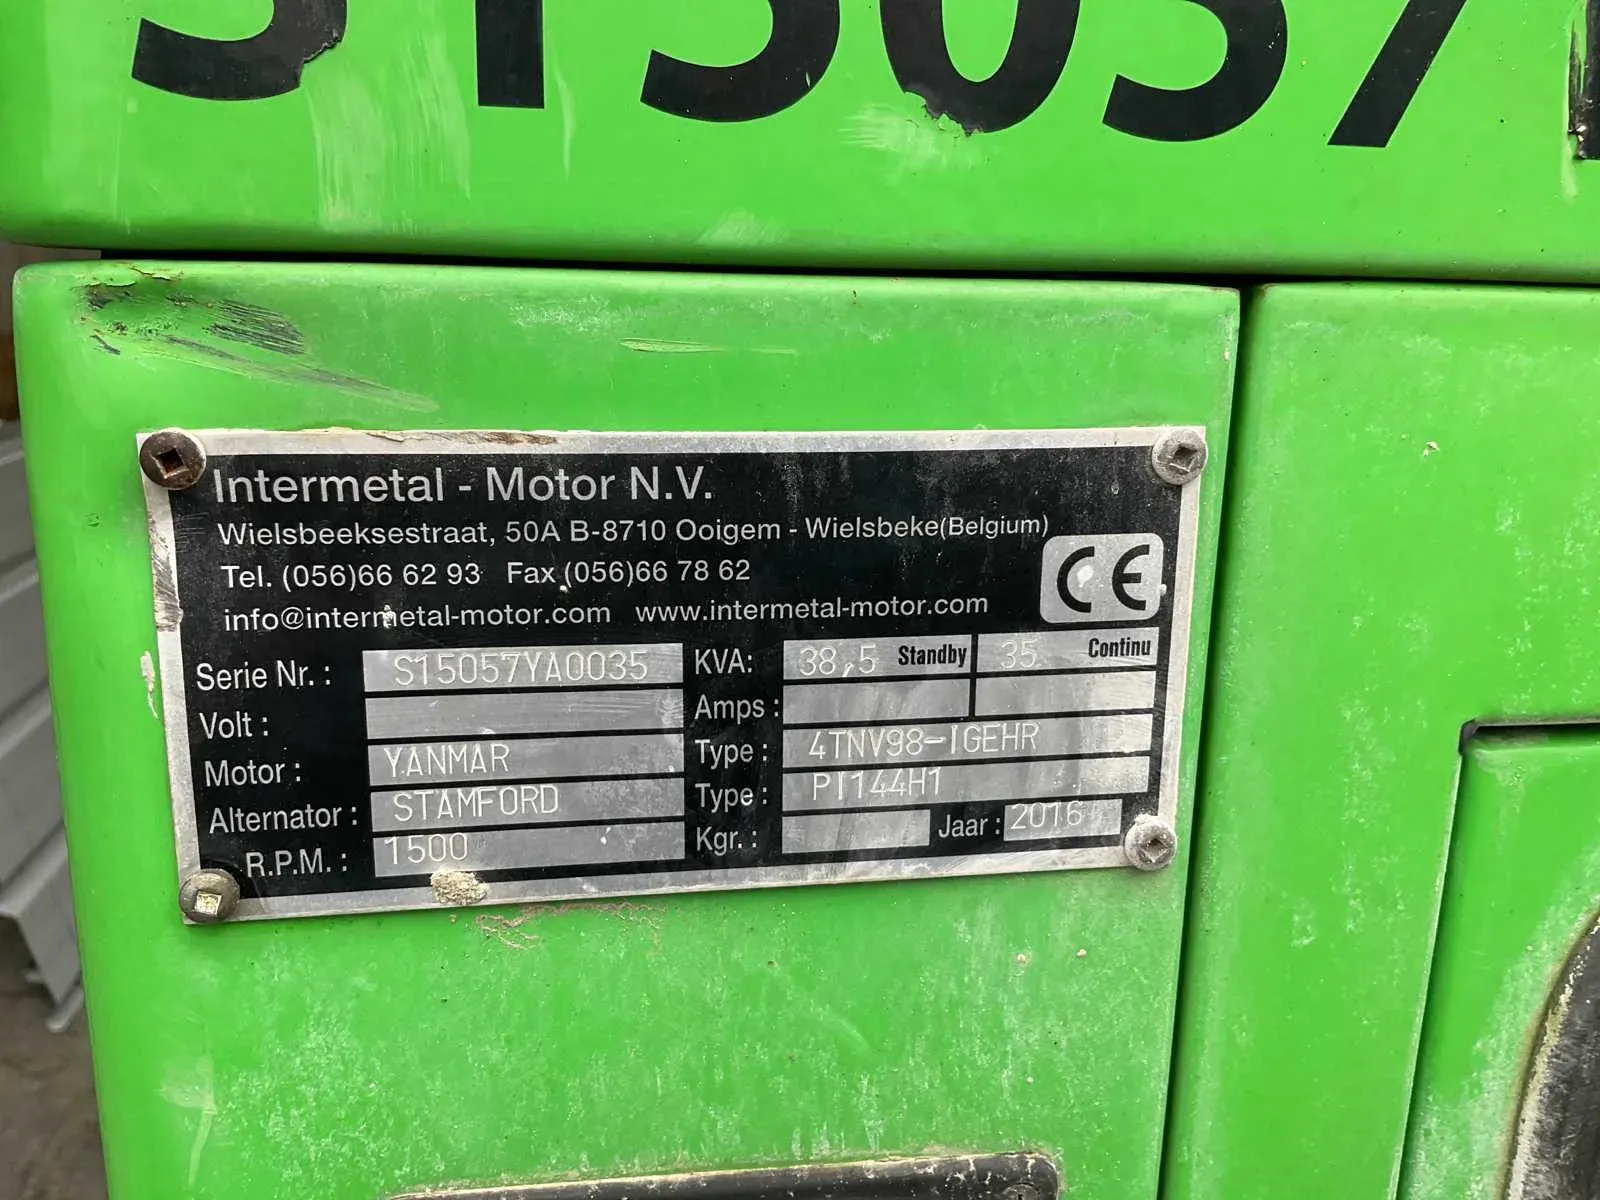 S15057
Intermetal - Motor N.V.
Wielsbeeksestraat, 50A B-8710 Ooigem - Wielsbeke(Belgium)
Tel. (056)66 62 93 Fax (056)66 78 62
info@intermetal-motor.com www.intermetal-motor.com
CE
Serie Nr. : S15057YA0035 KVA: 38,5 Standby 35 Continu
Volt : Amps :
Motor : YANMAR Type : 4TNV98-IGEHR
Alternator : STAMFORD Type : PI144H1
R.P.M. : 1500 Kgr. : Jaar : 2016